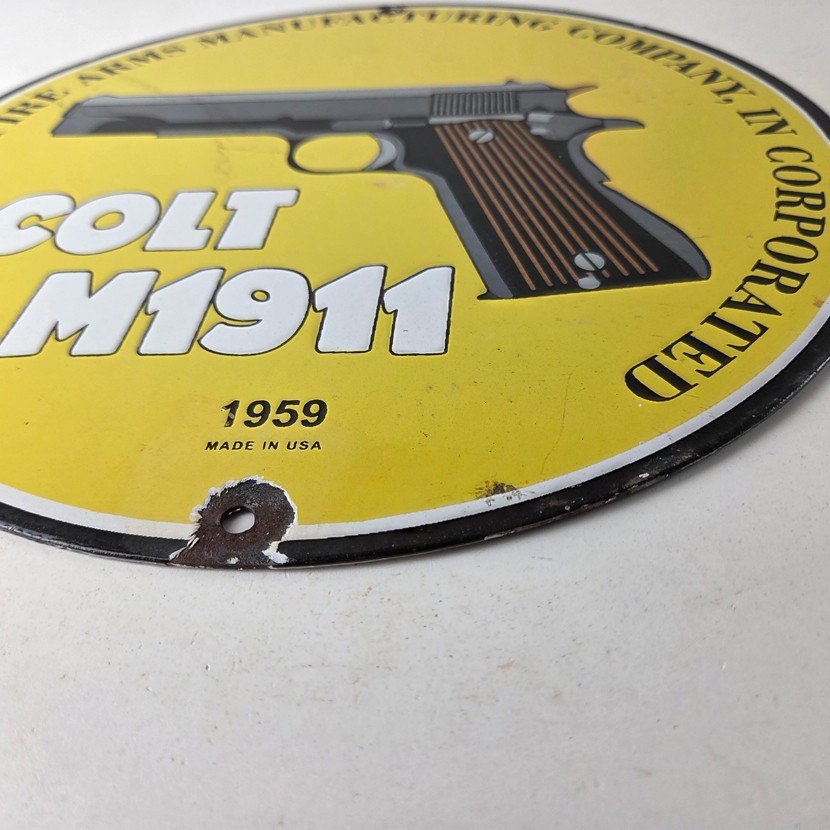 FIRE ARMS MANUFACTURING COMPANY, IN CORPORATED
COLT
M1911
1959
MADE IN USA